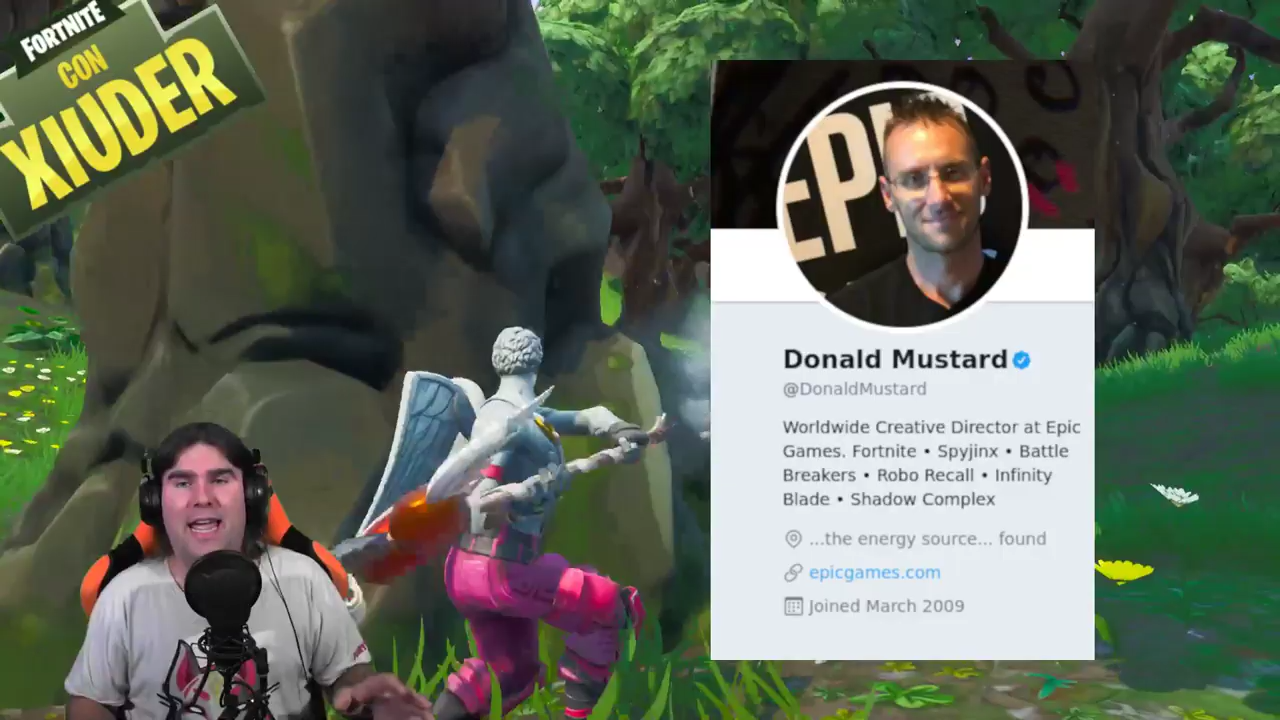 FORTNITE
CON
XIUDER
EPI
Donald Mustard
@DonaldMustard
Worldwide Creative Director at Epic
Games. Fortnite • Spyjinx • Battle
Breakers • Robo Recall • Infinity
Blade • Shadow Complex
...the energy source... found
epicgames.com
Joined March 2009